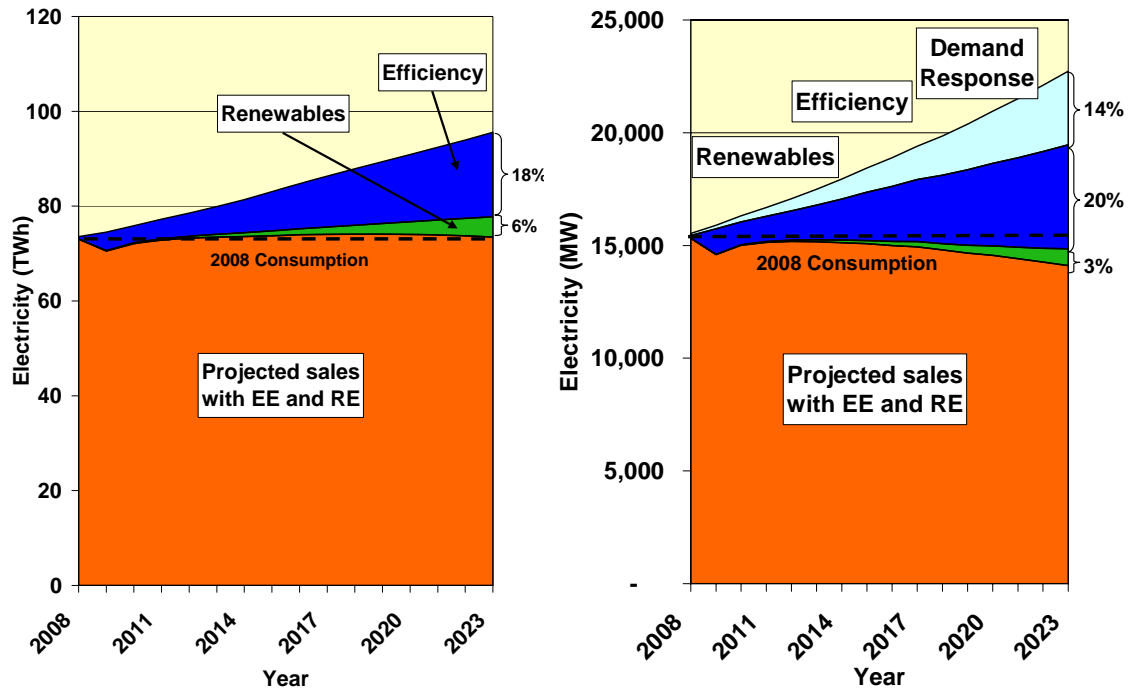 120
100
80
60
40
20
0
Electricity (TWh)
Efficiency
Renewables
18%
6%
2008 Consumption
Projected sales
with EE and RE
2008
2011
2014
2017
2020
2023
Year
25,000
20,000
15,000
10,000
5,000
-
Electricity (MW)
Demand
Response
Efficiency
Renewables
14%
20%
3%
2008 Consumption
Projected sales
with EE and RE
2008
2011
2014
2017
2020
2023
Year